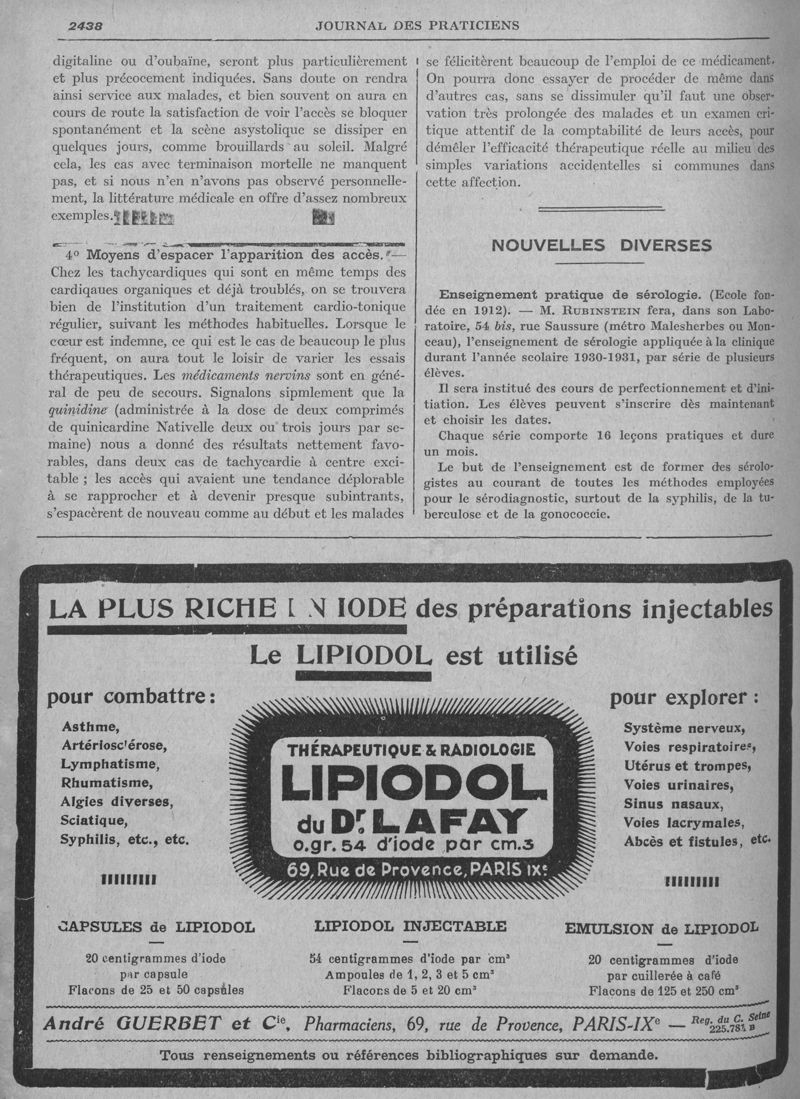 2438
JOURNAL DES PRATICIENS
digitaline ou d'oubaïne, seront plus particulièrement
et plus précocement indiquées. Sans doute on rendra
ainsi service aux malades, et bien souvent on aura en
cours de route la satisfaction de voir l'accès se bloquer
spontanément et la scène asystolique se dissiper en
quelques jours, comme brouillards au soleil. Malgré
cela, les cas avec terminaison mortelle ne manquent
pas, et si nous n'en n'avons pas observé personnelle-
ment, la littérature médicale en offre d'assez nombreux
exemples.
4° Moyens d'espacer l'apparition des accès. —
Chez les tachycardiques qui sont en même temps des
cardiqaues organiques et déjà troublés, on se trouvera
bien de l'institution d'un traitement cardio-tonique
régulier, suivant les méthodes habituelles. Lorsque le
cœur est indemne, ce qui est le cas de beaucoup le plus
fréquent, on aura tout le loisir de varier les essais
thérapeutiques. Les médicaments nervins sont en géné-
ral de peu de secours. Signalons sipmlement que la
quinidine (administrée à la dose de deux comprimés
de quinicardine Nativelle deux ou trois jours par se-
maine) nous a donné des résultats nettement favo-
rables, dans deux cas de tachycardie à centre exci-
table ; les accès qui avaient une tendance déplorable
à se rapprocher et à devenir presque subintrants,
s'espacèrent de nouveau comme au début et les malades
se félicitèrent beaucoup de l'emploi de ce médicament.
On pourra donc essayer de procéder de même dans
d'autres cas, sans se dissimuler qu'il faut une obser-
vation très prolongée des malades et un examen cri-
tique attentif de la comptabilité de leurs accès, pour
démêler l'efficacité thérapeutique réelle au milieu des
simples variations accidentelles si communes dans
cette affection.
NOUVELLES DIVERSES
Enseignement pratique de sérologie. (Ecole fon-
dée en 1912). — M. RUBINSTEIN fera, dans son Labo-
ratoire, 54 bis, rue Saussure (métro Malesherbes ou Mon-
ceau), l'enseignement de sérologie appliquée à la clinique
durant l'année scolaire 1930-1931, par série de plusieurs
élèves.
Il sera institué des cours de perfectionnement et d'ini-
tiation. Les élèves peuvent s'inscrire dès maintenant
et choisir les dates.
Chaque série comporte 16 leçons pratiques et dure
un mois.
Le but de l'enseignement est de former des sérolo-
gistes au courant de toutes les méthodes employées
pour le sérodiagnostic, surtout de la syphilis, de la tu-
berculose et de la gonococcie.
LA PLUS RICHE EN IODE des préparations injectables
Le LIPIODOL est utilisé
pour combattre :
Asthme,
Artériosclérose,
Lymphatisme,
Rhumatisme,
Algies diverses,
Sciatique,
Syphilis, etc., etc.
THÉRAPEUTIQUE & RADIOLOGIE
LIPIODOL
du Dr. LAFAY
0.gr.54 d'iode par cm.3
69, Rue de Provence, PARIS IXe
pour explorer :
Système nerveux,
Voies respiratoires,
Utérus et trompes,
Voies urinaires,
Sinus nasaux,
Voies lacrymales,
Abcès et fistules, etc.
CAPSULES de LIPIODOL
20 centigrammes d'iode
par capsule
Flacons de 25 et 50 capsules
LIPIODOL INJECTABLE
54 centigrammes d'iode par cm³
Ampoules de 1, 2, 3 et 5 cm³
Flacons de 5 et 20 cm³
EMULSION de LIPIODOL
20 centigrammes d'iode
par cuillerée à café
Flacons de 125 et 250 cm³
André GUERBET et Cie, Pharmaciens, 69, rue de Provence, PARIS-IXe — Reg. du C. Seine 225.784 B
Tous renseignements ou références bibliographiques sur demande.